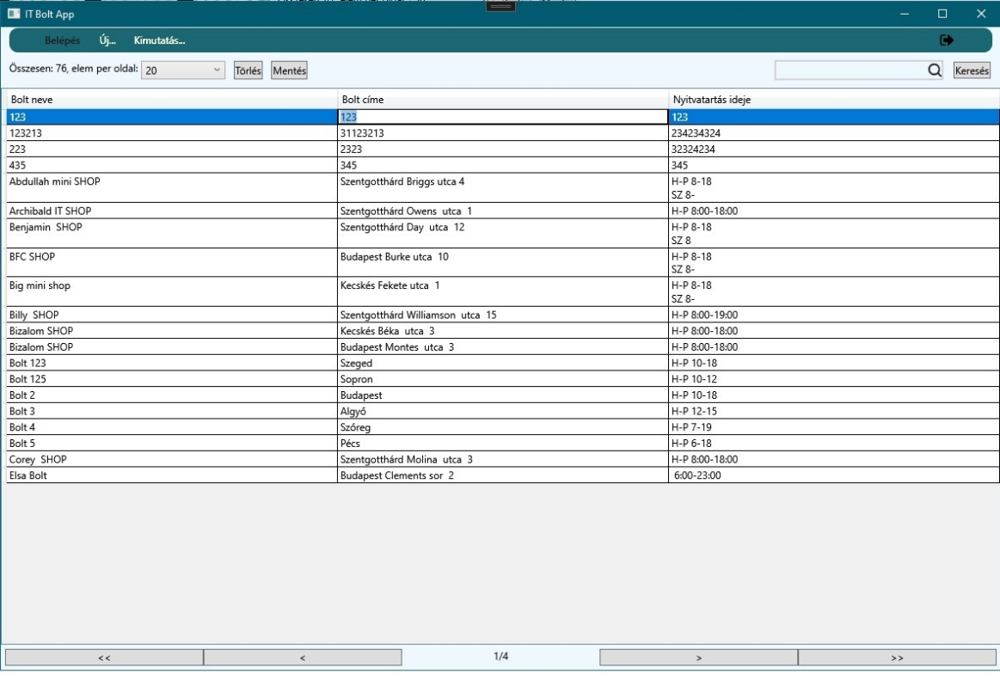 IT Bolt App
Belépés Új... Kimutatás...
Összesen: 76, elem per oldal: 20 Törlés Mentés Keresés
Bolt neve Bolt címe Nyitvatartás ideje
123 123 123
123213 31123213 234234324
223 2323 32324234
435 345 345
Abdullah mini SHOP Szentgotthárd Briggs utca 4 H-P 8-18
SZ 8-
Archibald IT SHOP Szentgotthárd Owens utca 1 H-P 8:00-18:00
Benjamin SHOP Szentgotthárd Day utca 12 H-P 8-18
SZ 8
BFC SHOP Budapest Burke utca 10 H-P 8-18
SZ 8-
Big mini shop Kecskés Fekete utca 1 H-P 8-18
SZ 8-
Billy SHOP Szentgotthárd Williamson utca 15 H-P 8:00-19:00
Bizalom SHOP Kecskés Béka utca 3 H-P 8:00-18:00
Bizalom SHOP Budapest Montes utca 3 H-P 8:00-18:00
Bolt 123 Szeged H-P 10-18
Bolt 125 Sopron H-P 10-12
Bolt 2 Budapest H-P 10-18
Bolt 3 Algyő H-P 12-15
Bolt 4 Szőreg H-P 7-19
Bolt 5 Pécs H-P 6-18
Corey SHOP Szentgotthárd Molina utca 3 H-P 8:00-18:00
Elsa Bolt Budapest Clements sor 2 6:00-23:00
<< < 1/4 > >>